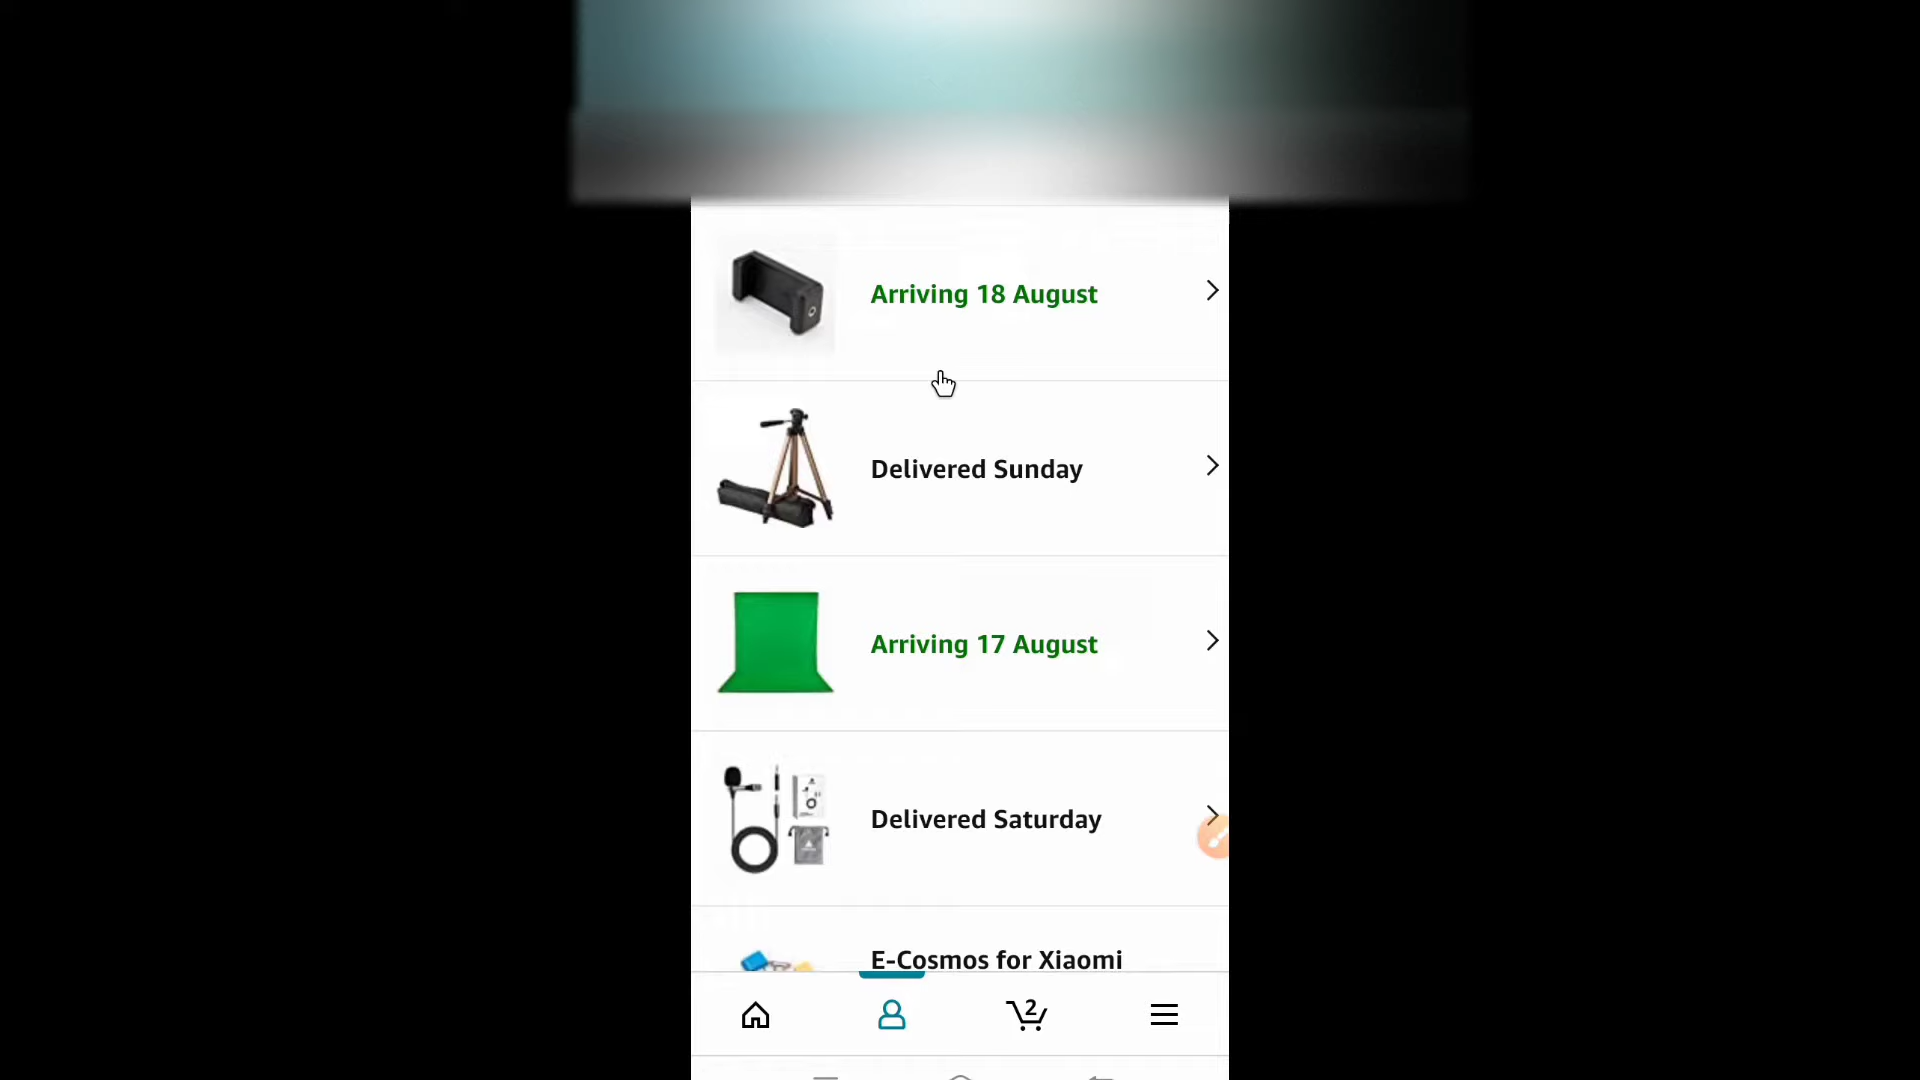 Arriving 18 August
Delivered Sunday
Arriving 17 August
Delivered Saturday
E-Cosmos for Xiaomi
2